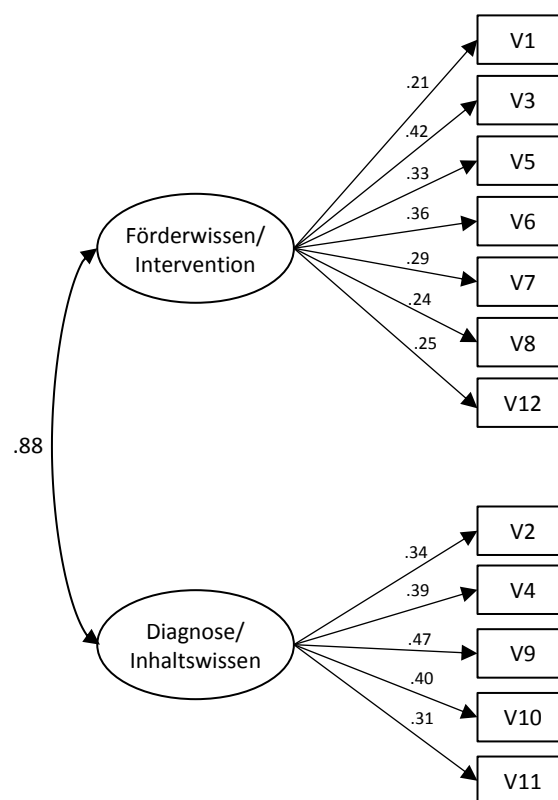 V1
.21
V3
.42
V5
.33
Förderwissen/
Intervention
.36
V6
.29
V7
.24
V8
.25
V12
.88
V2
.34
V4
.39
Diagnose/
Inhaltswissen
.47
V9
.40
V10
.31
V11